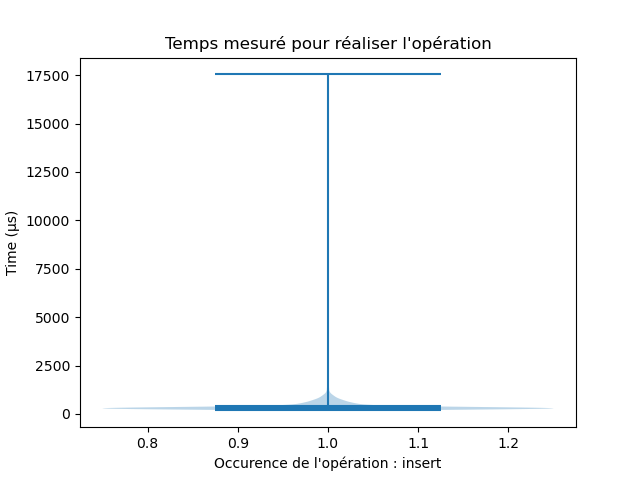 Temps mesuré pour réaliser l'opération
17500
15000
12500
10000
7500
5000
2500
0
Time (µs)
0.8 0.9 1.0 1.1 1.2
Occurence de l'opération : insert